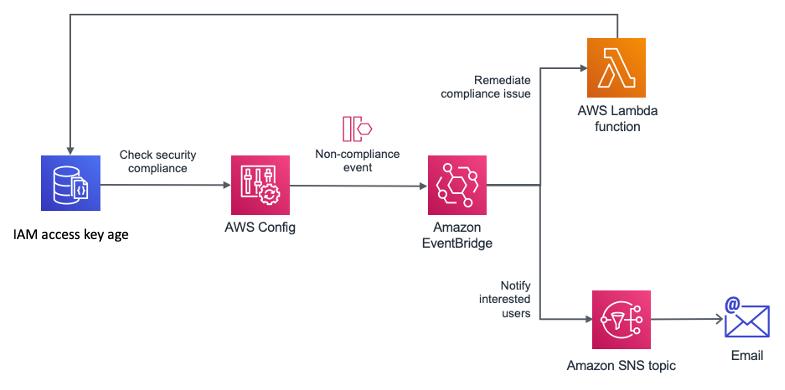 Remediate
compliance issue
AWS Lambda
function
Check security
compliance
Non-compliance
event
IAM access key age
AWS Config
Amazon
EventBridge
Notify
interested
users
Amazon SNS topic
@
Email